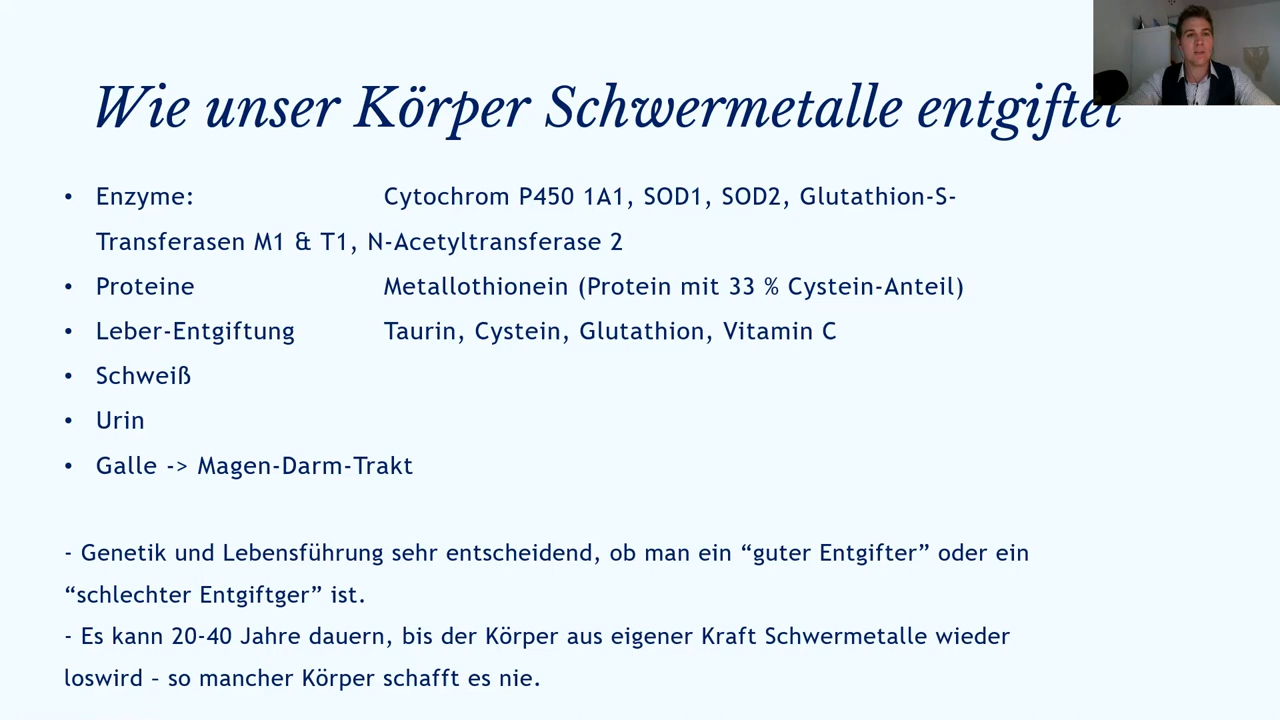 Wie unser Körper Schwermetalle entgiftet
• Enzyme: Cytochrom P450 1A1, SOD1, SOD2, Glutathion-S-
Transferasen M1 & T1, N-Acetyltransferase 2
• Proteine Metallothionein (Protein mit 33 % Cystein-Anteil)
• Leber-Entgiftung Taurin, Cystein, Glutathion, Vitamin C
• Schweiß
• Urin
• Galle -> Magen-Darm-Trakt
- Genetik und Lebensführung sehr entscheidend, ob man ein “guter Entgifter” oder ein
“schlechter Entgiftger” ist.
- Es kann 20-40 Jahre dauern, bis der Körper aus eigener Kraft Schwermetalle wieder
loswird – so mancher Körper schafft es nie.